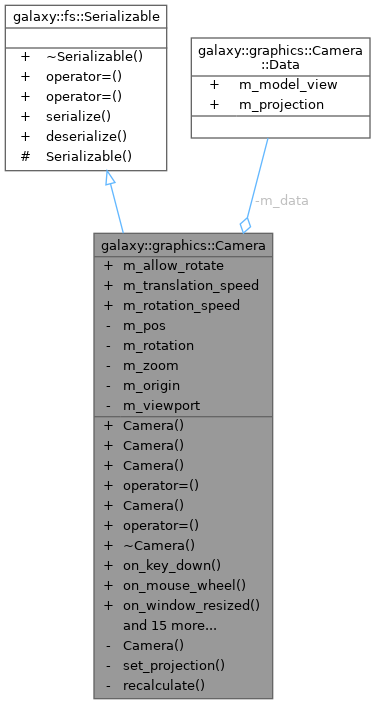 galaxy::fs::Serializable
+ ~Serializable()
+ operator=()
+ operator=()
+ serialize()
+ deserialize()
# Serializable()
galaxy::graphics::Camera
::Data
+ m_model_view
+ m_projection
-m_data
galaxy::graphics::Camera
+ m_allow_rotate
+ m_translation_speed
+ m_rotation_speed
- m_pos
- m_rotation
- m_zoom
- m_origin
- m_viewport
+ Camera()
+ Camera()
+ Camera()
+ operator=()
+ Camera()
+ operator=()
+ ~Camera()
+ on_key_down()
+ on_mouse_wheel()
+ on_window_resized()
and 15 more...
- Camera()
- set_projection()
- recalculate()